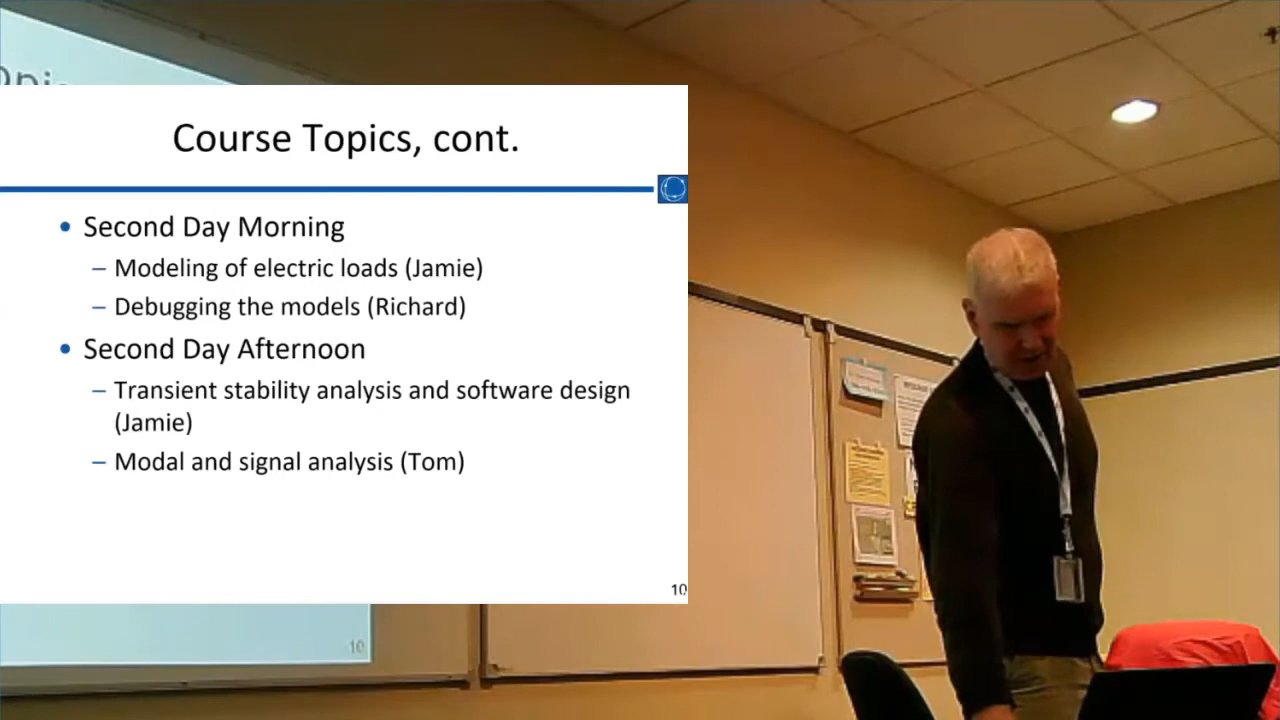 Course Topics, cont.
• Second Day Morning
– Modeling of electric loads (Jamie)
– Debugging the models (Richard)
• Second Day Afternoon
– Transient stability analysis and software design
(Jamie)
– Modal and signal analysis (Tom)
10
10